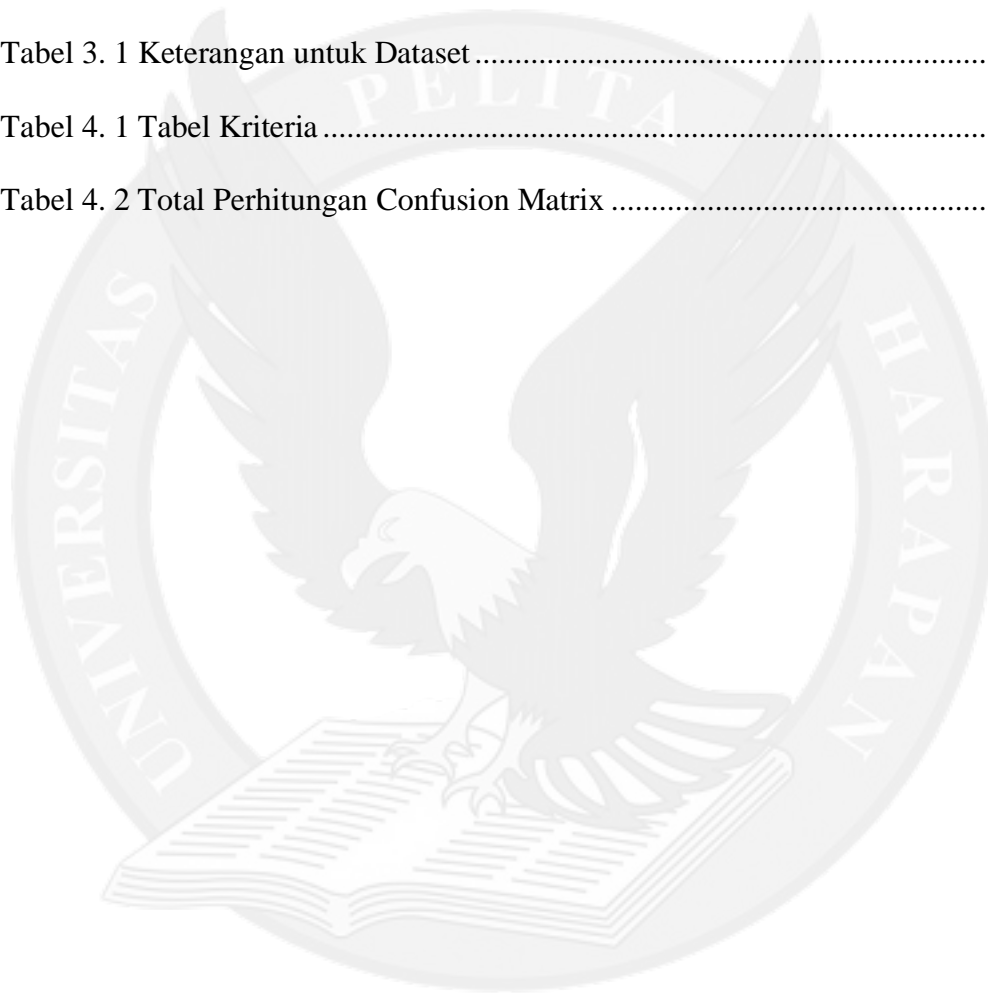 Tabel 3. 1 Keterangan untuk Dataset ................................................................
Tabel 4. 1 Tabel Kriteria ...................................................................................
Tabel 4. 2 Total Perhitungan Confusion Matrix ...............................................
UNIVERSITAS PELITA HARAPAN